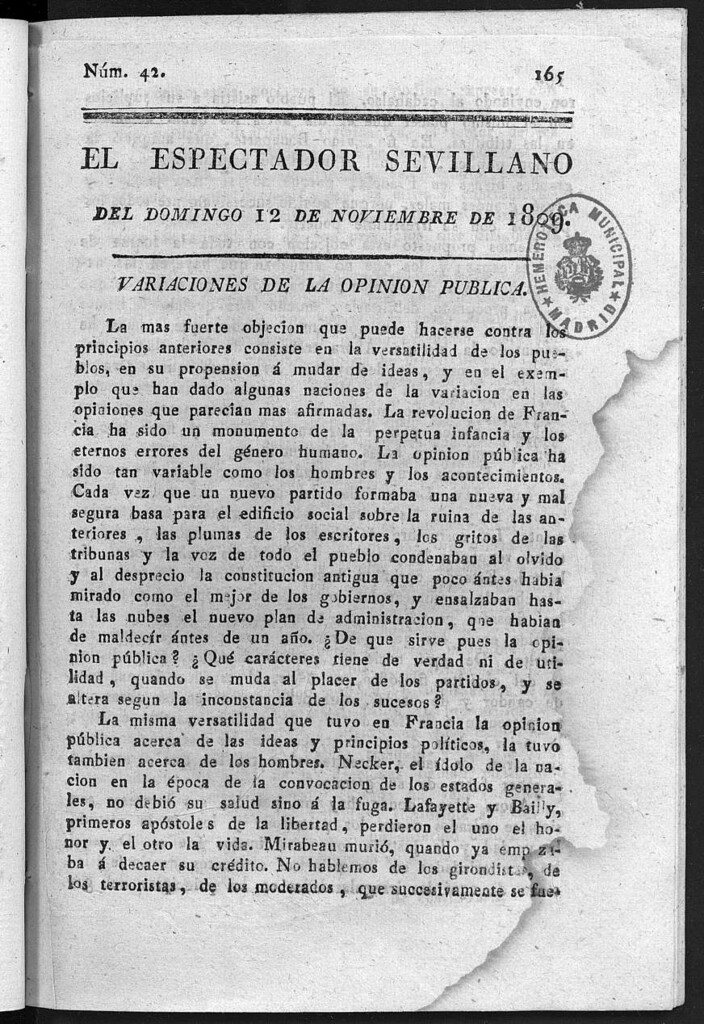 Núm. 42. 165
EL ESPECTADOR SEVILLANO
DEL DOMINGO 12 DE NOVIEMBRE DE 1809.
HEMEROTECA MUNICIPAL
MADRID
VARIACIONES DE LA OPINION PUBLICA.
La mas fuerte objecion que puede hacerse contra los
principios anteriores consiste en la versatilidad de los pue-
blos, en su propension á mudar de ideas, y en el exem-
plo que han dado algunas naciones de la variacion en las
opiniones que parecían mas afirmadas. La revolucion de Fran-
cia ha sido un monumento de la perpetua infancia y los
eternos errores del género humano. La opinion pública ha
sido tan variable como los hombres y los acontecimientos.
Cada vez que un nuevo partido formaba una nueva y mal
segura basa para el edificio social sobre la ruina de las an-
teriores, las plumas de los escritores, los gritos de las
tribunas y la voz de todo el pueblo condenaban al olvido
y al desprecio la constitucion antigua que poco ántes habia
mirado como el mejor de los gobiernos, y ensalzaban has-
ta las nubes el nuevo plan de administracion, que habian
de maldecír ántes de un año. ¿De que sirve pues la opi-
nion pública? ¿Qué carácteres tiene de verdad ni de uti-
lidad, quando se muda al placer de los partidos, y se
altera segun la inconstancia de los sucesos?
La misma versatilidad que tuvo en Francia la opinion
pública acerca de las ideas y principios políticos, la tuvo
tambien acerca de los hombres. Necker, el ídolo de la na-
cion en la época de la convocacion de los estados genera-
les, no debió su salud sino á la fuga. Lafayette y Bailly,
primeros apóstoles de la libertad, perdieron el uno el ho-
nor y el otro la vida. Mirabeau murió, quando ya empeza-
ba á decaer su crédito. No hablemos de los girondistas, de
los terroristas, de los moderados, que succesivamente se fue-